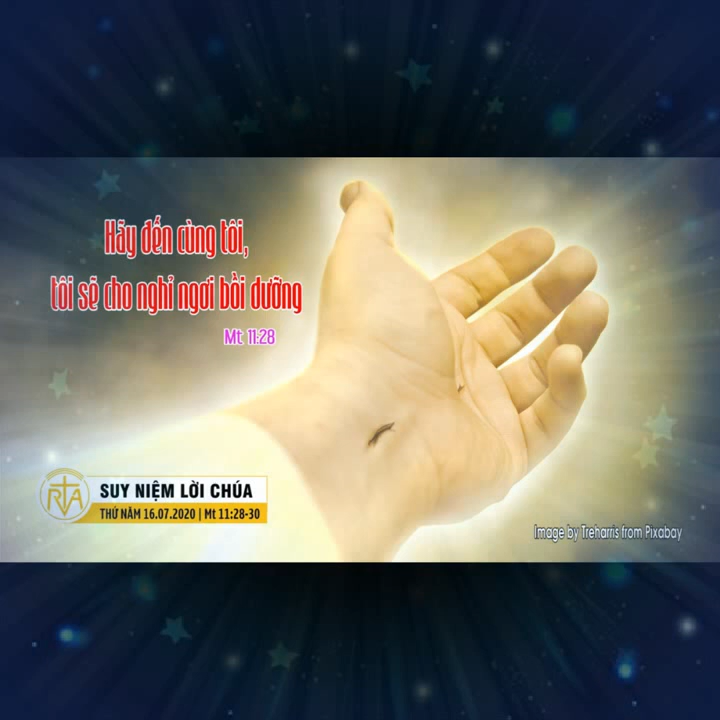 Hãy đến cùng tôi,
tôi sẽ cho nghỉ ngơi bồi dưỡng
Mt 11:28
RVA
SUY NIỆM LỜI CHÚA
THỨ NĂM 16.07.2020 | Mt 11:28-30
Image by Treharris from Pixabay